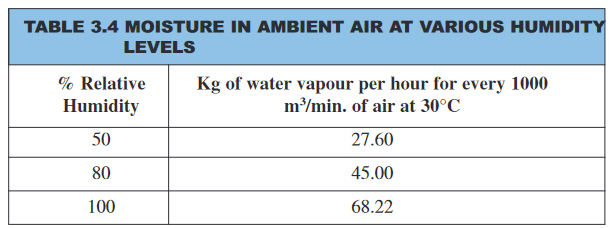 TABLE 3.4 MOISTURE IN AMBIENT AIR AT VARIOUS HUMIDITY
LEVELS
% Relative Humidity
Kg of water vapour per hour for every 1000 m³/min. of air at 30°C
50 27.60
80 45.00
100 68.22